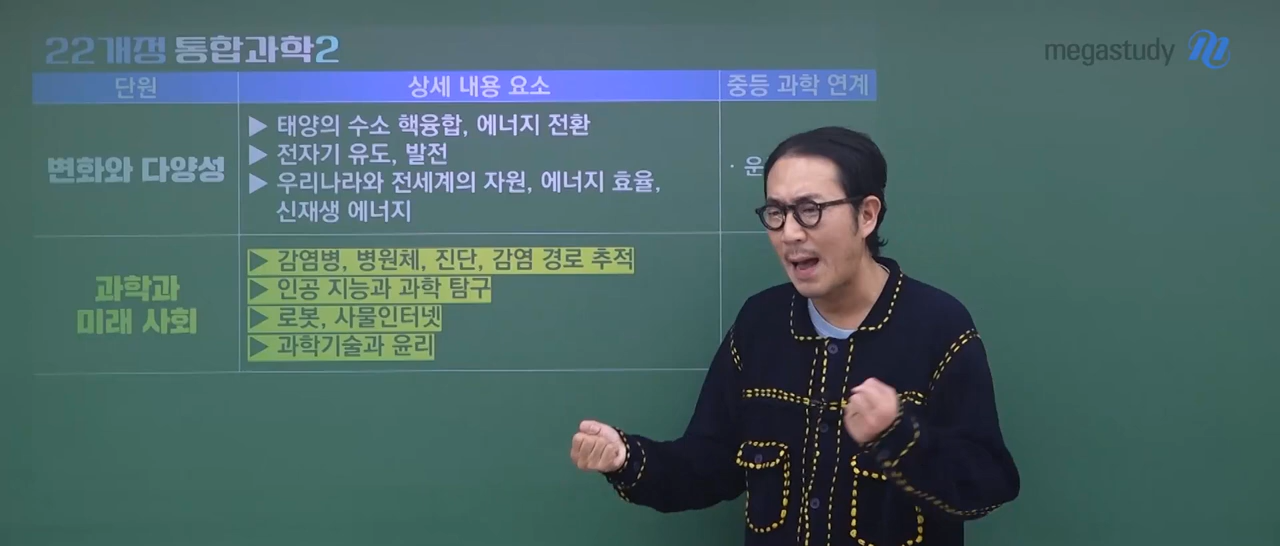 22개정 통합과학2
megastudy
단원 상세 내용 요소 중등 과학 연계
변화와 다양성
▶ 태양의 수소 핵융합, 에너지 전환
▶ 전자기 유도, 발전
▶ 우리나라와 전세계의 자원, 에너지 효율,
신재생 에너지
과학과
미래 사회
▶ 감염병, 병원체, 진단, 감염 경로 추적
▶ 인공 지능과 과학 탐구
▶ 로봇, 사물인터넷
▶ 과학기술과 윤리